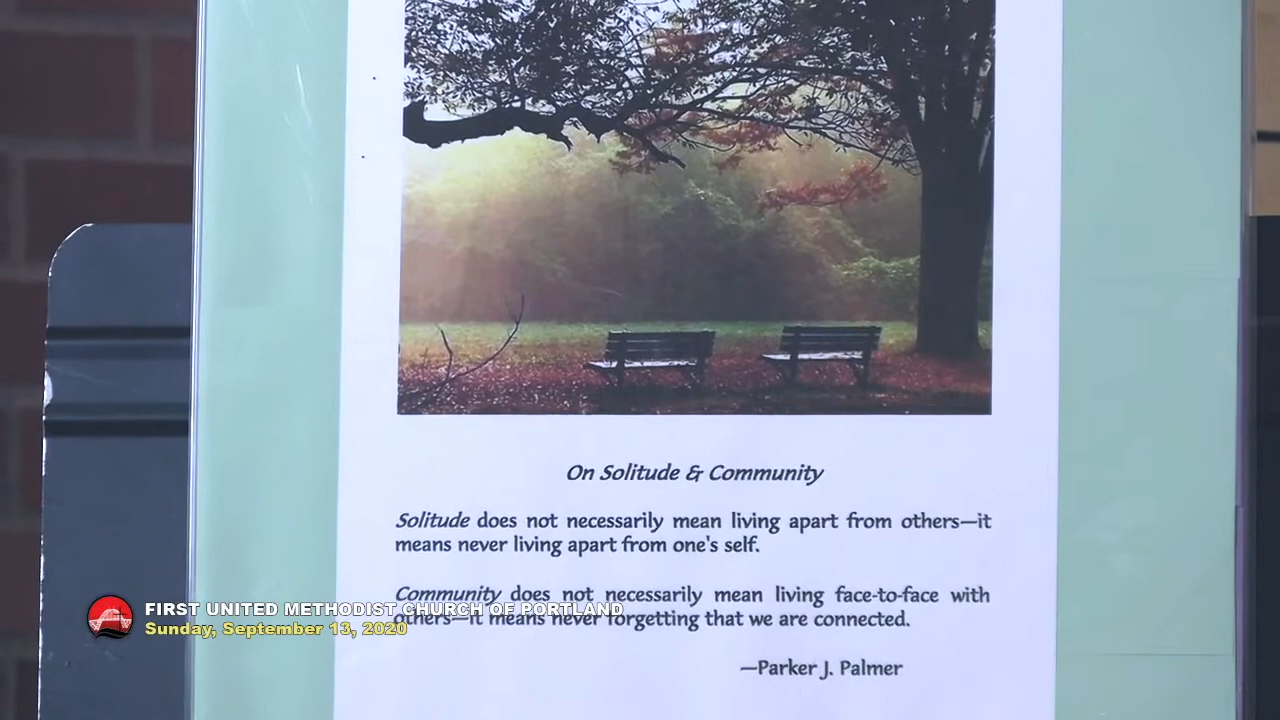 On Solitude & Community
Solitude does not necessarily mean living apart from others—it
means never living apart from one's self.
Community does not necessarily mean living face-to-face with
others—it means never forgetting that we are connected.
—Parker J. Palmer
FIRST UNITED METHODIST CHURCH OF PORTLAND
Sunday, September 13, 2020